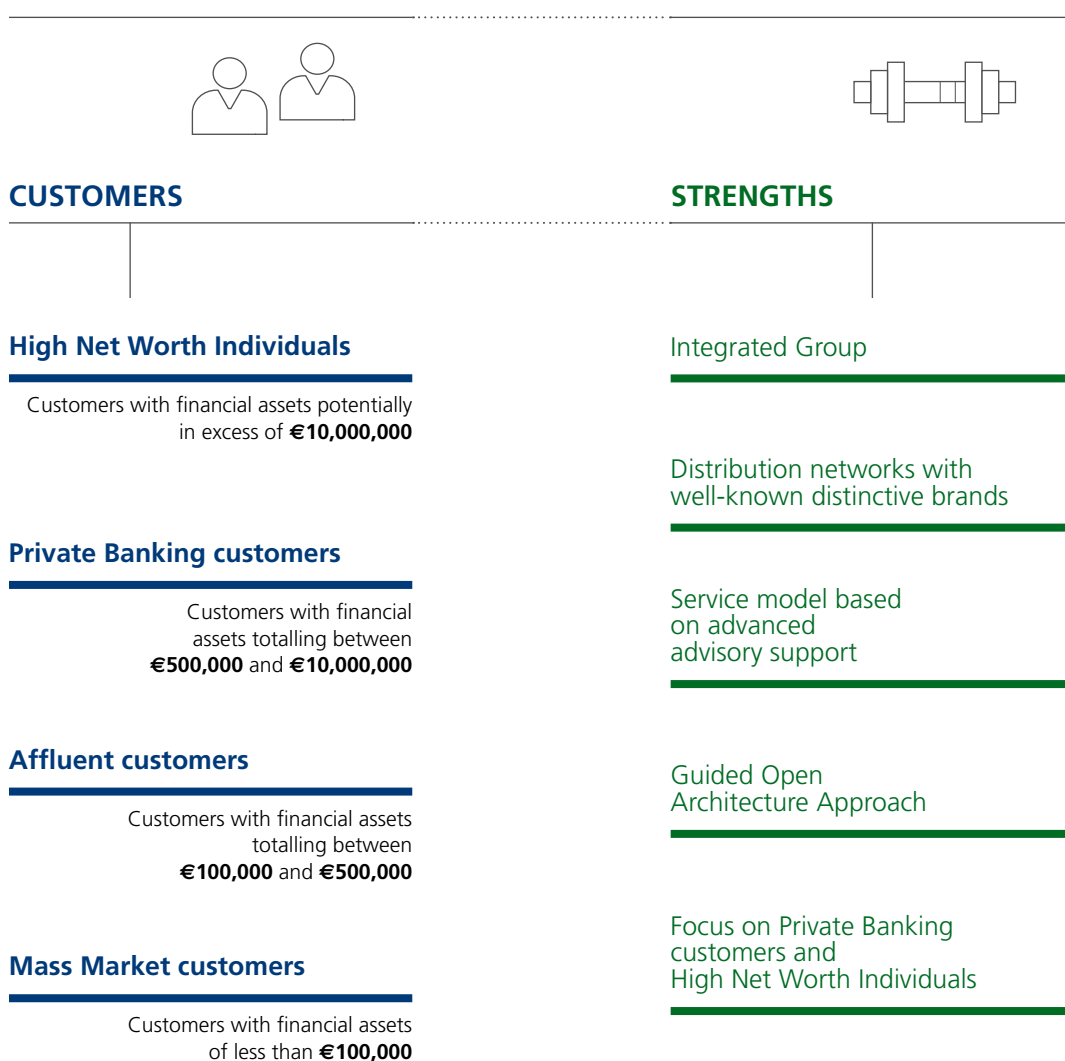 CUSTOMERS
High Net Worth Individuals
Customers with financial assets potentially
in excess of €10,000,000
Private Banking customers
Customers with financial
assets totalling between
€500,000 and €10,000,000
Affluent customers
Customers with financial assets
totalling between
€100,000 and €500,000
Mass Market customers
Customers with financial assets
of less than €100,000
STRENGTHS
Integrated Group
Distribution networks with
well-known distinctive brands
Service model based
on advanced
advisory support
Guided Open
Architecture Approach
Focus on Private Banking
customers and
High Net Worth Individuals